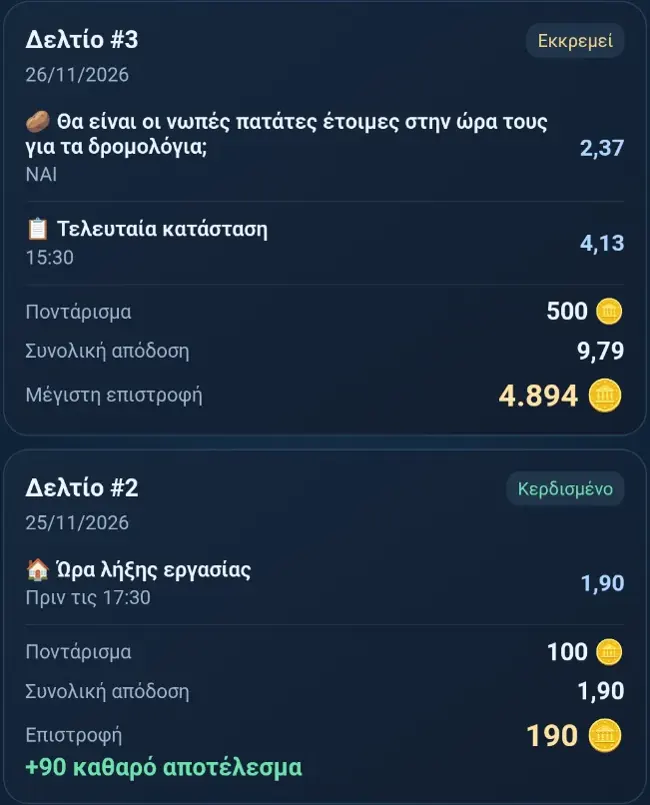 Δελτίο #3
Εκκρεμεί
26/11/2026
Θα είναι οι νωπές πατάτες έτοιμες στην ώρα τους
για τα δρομολόγια;
2,37
ΝΑΙ
Τελευταία κατάσταση
4,13
15:30
Ποντάρισμα
500
Συνολική απόδοση
9,79
Μέγιστη επιστροφή
4.894
Δελτίο #2
Κερδισμένο
25/11/2026
Ώρα λήξης εργασίας
1,90
Πριν τις 17:30
Ποντάρισμα
100
Συνολική απόδοση
1,90
Επιστροφή
190
+90 καθαρό αποτέλεσμα